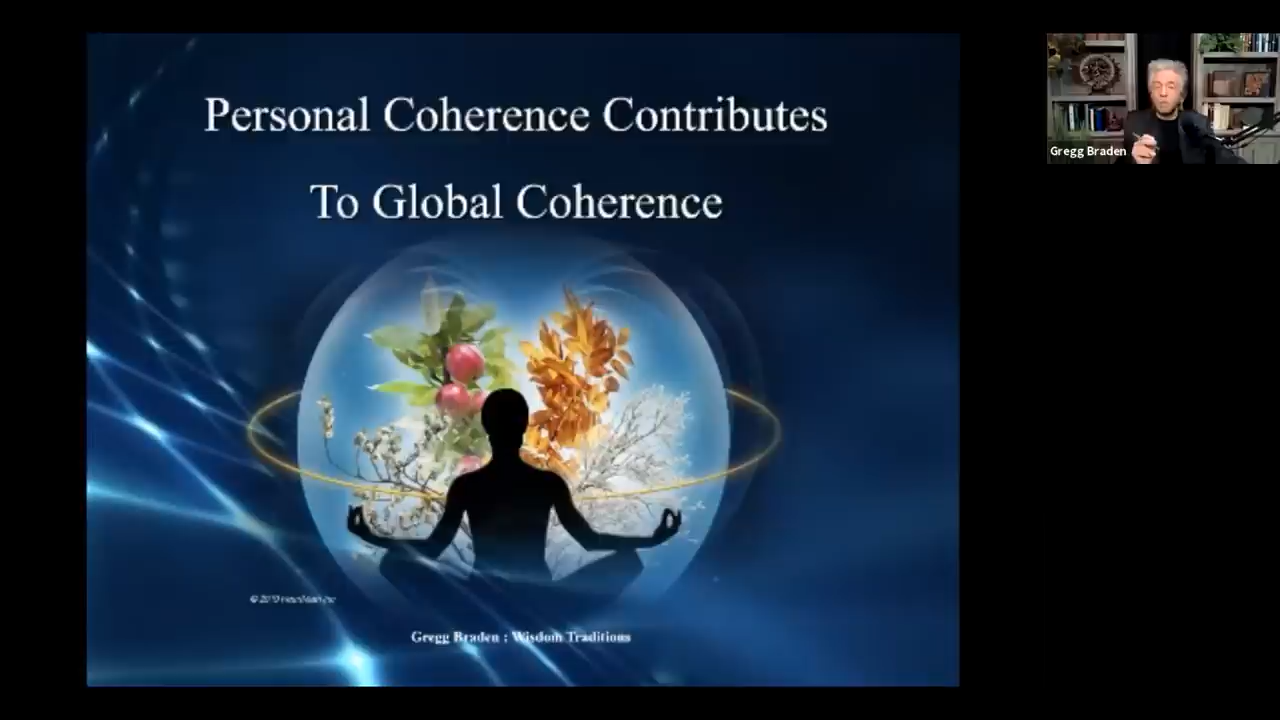 Personal Coherence Contributes
To Global Coherence
Gregg Braden
Gregg Braden : Wisdom Traditions